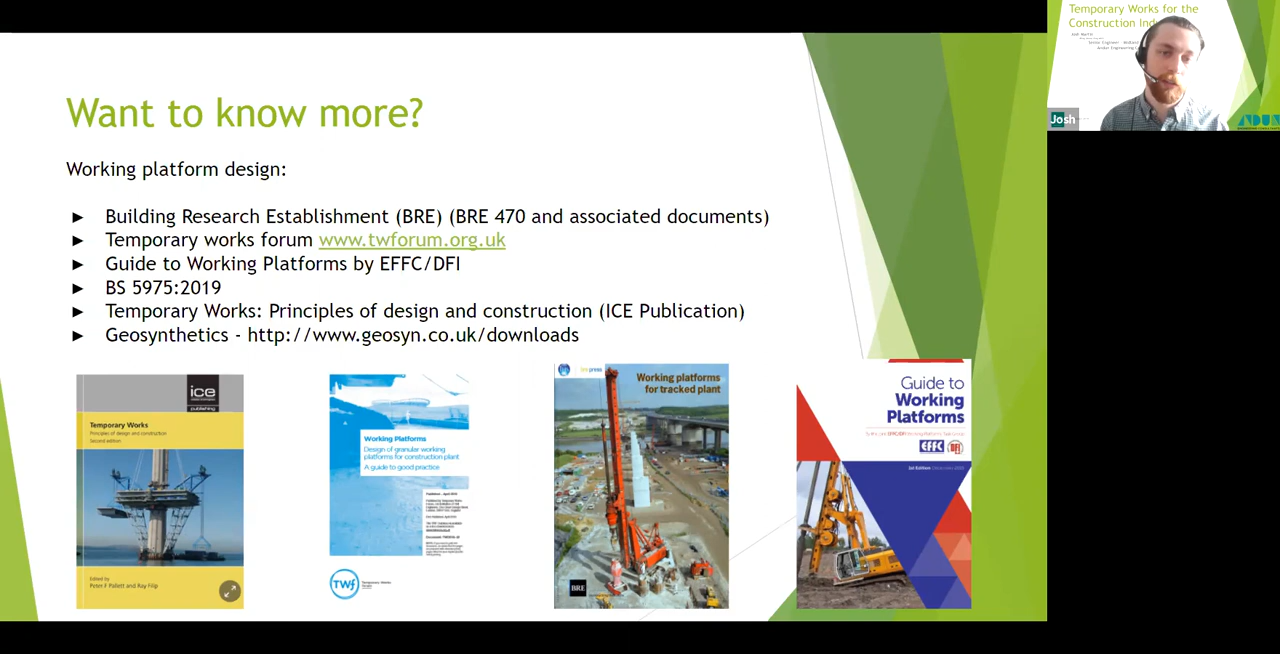 Want to know more?
Working platform design:
► Building Research Establishment (BRE) (BRE 470 and associated documents)
► Temporary works forum www.twforum.org.uk
► Guide to Working Platforms by EFFC/DFI
► BS 5975:2019
► Temporary Works: Principles of design and construction (ICE Publication)
► Geosynthetics - http://www.geosyn.co.uk/downloads
ice
publishing
Temporary Works
Principles of design and construction
Second edition
Edited by
Peter F Pallett and Ray Filip
Working Platforms
Design of granular working
platforms for construction plant
A guide to good practice
TWf
Working platforms
for tracked plant
BRE
Guide to
Working
Platforms
EFFC
DFI
1st Edition
Temporary Works for the
Construction
Josh